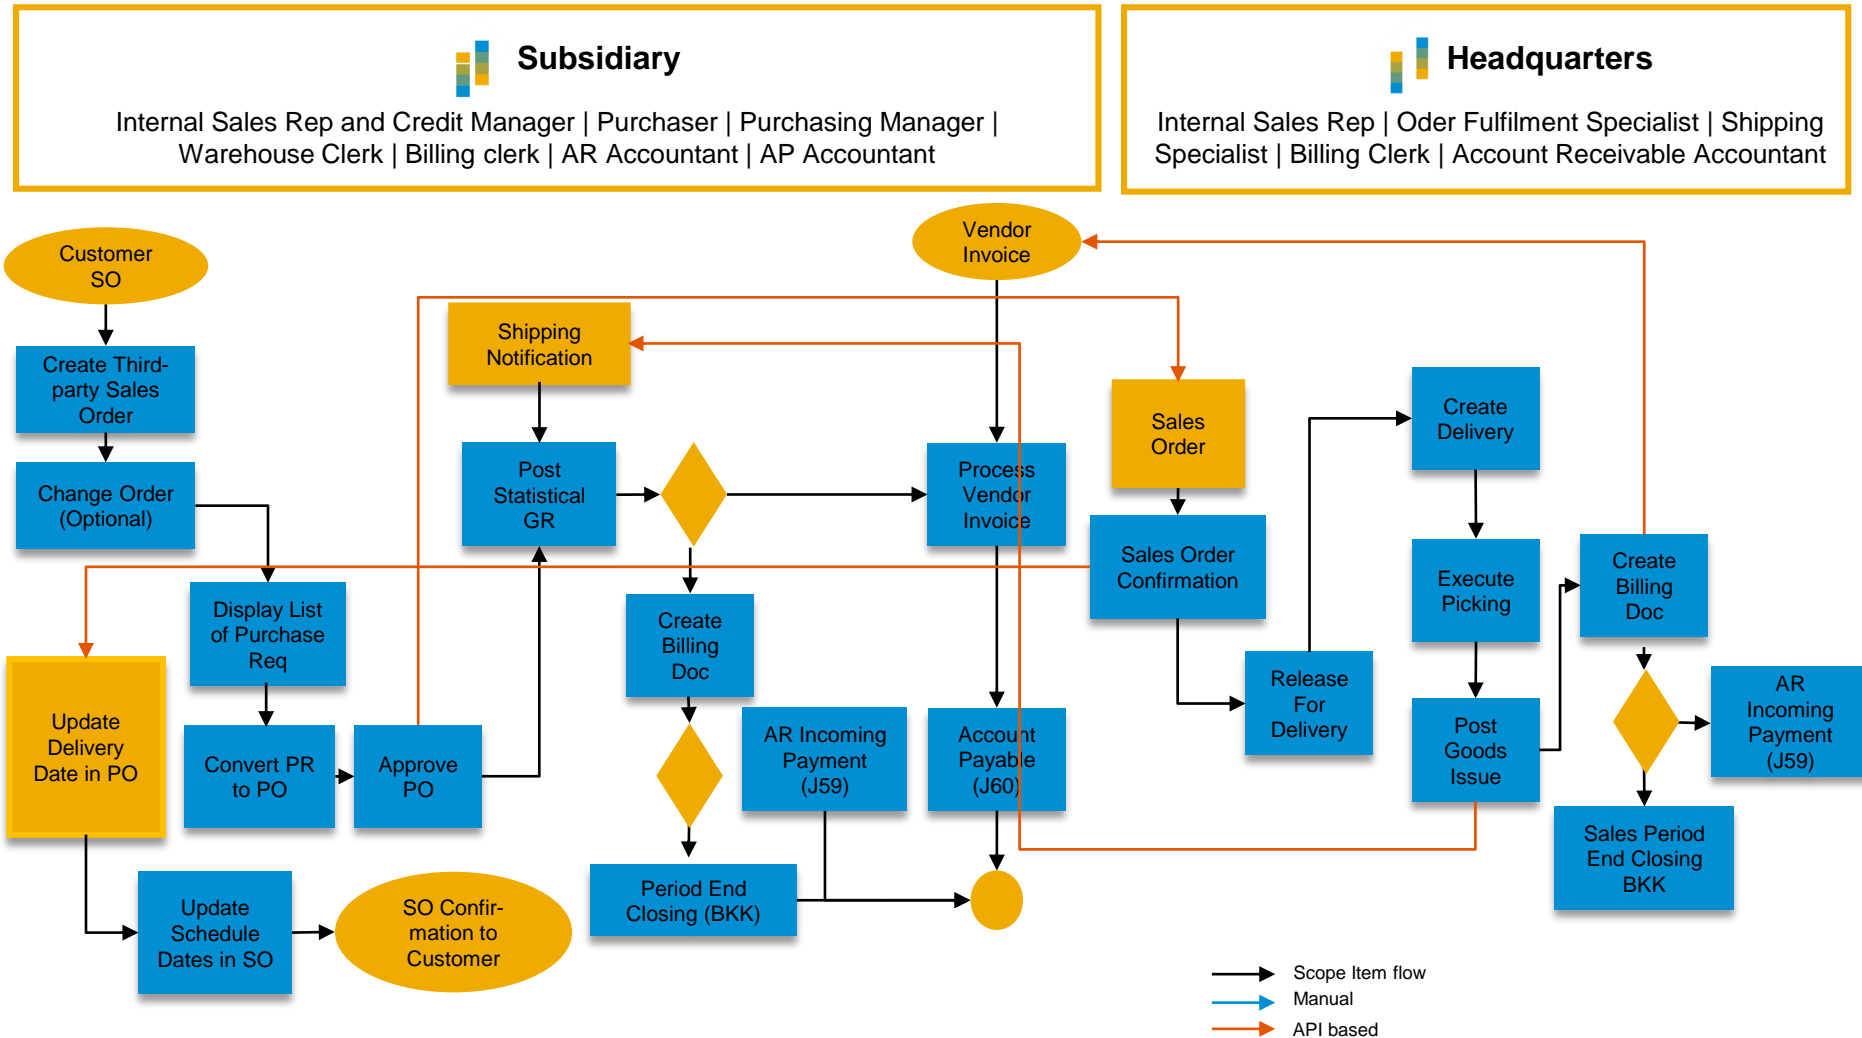 Subsidiary
Internal Sales Rep and Credit Manager | Purchaser | Purchasing Manager |
Warehouse Clerk | Billing clerk | AR Accountant | AP Accountant
Headquarters
Internal Sales Rep | Oder Fulfilment Specialist | Shipping
Specialist | Billing Clerk | Account Receivable Accountant
Customer
SO
Create Third-
party Sales
Order
Change Order
(Optional)
Display List
of Purchase
Req
Convert PR
to PO
Approve
PO
Update
Delivery
Date in PO
Update
Schedule
Dates in SO
SO Confir-
mation to
Customer
Shipping
Notification
Post
Statistical
GR
Create
Billing
Doc
Period End
Closing (BKK)
AR Incoming
Payment
(J59)
Vendor
Invoice
Process
Vendor
Invoice
Account
Payable
(J60)
Sales
Order
Sales Order
Confirmation
Release
For
Delivery
Create
Delivery
Execute
Picking
Post
Goods
Issue
Create
Billing
Doc
AR
Incoming
Payment
(J59)
Sales Period
End Closing
BKK
Scope Item flow
Manual
API based